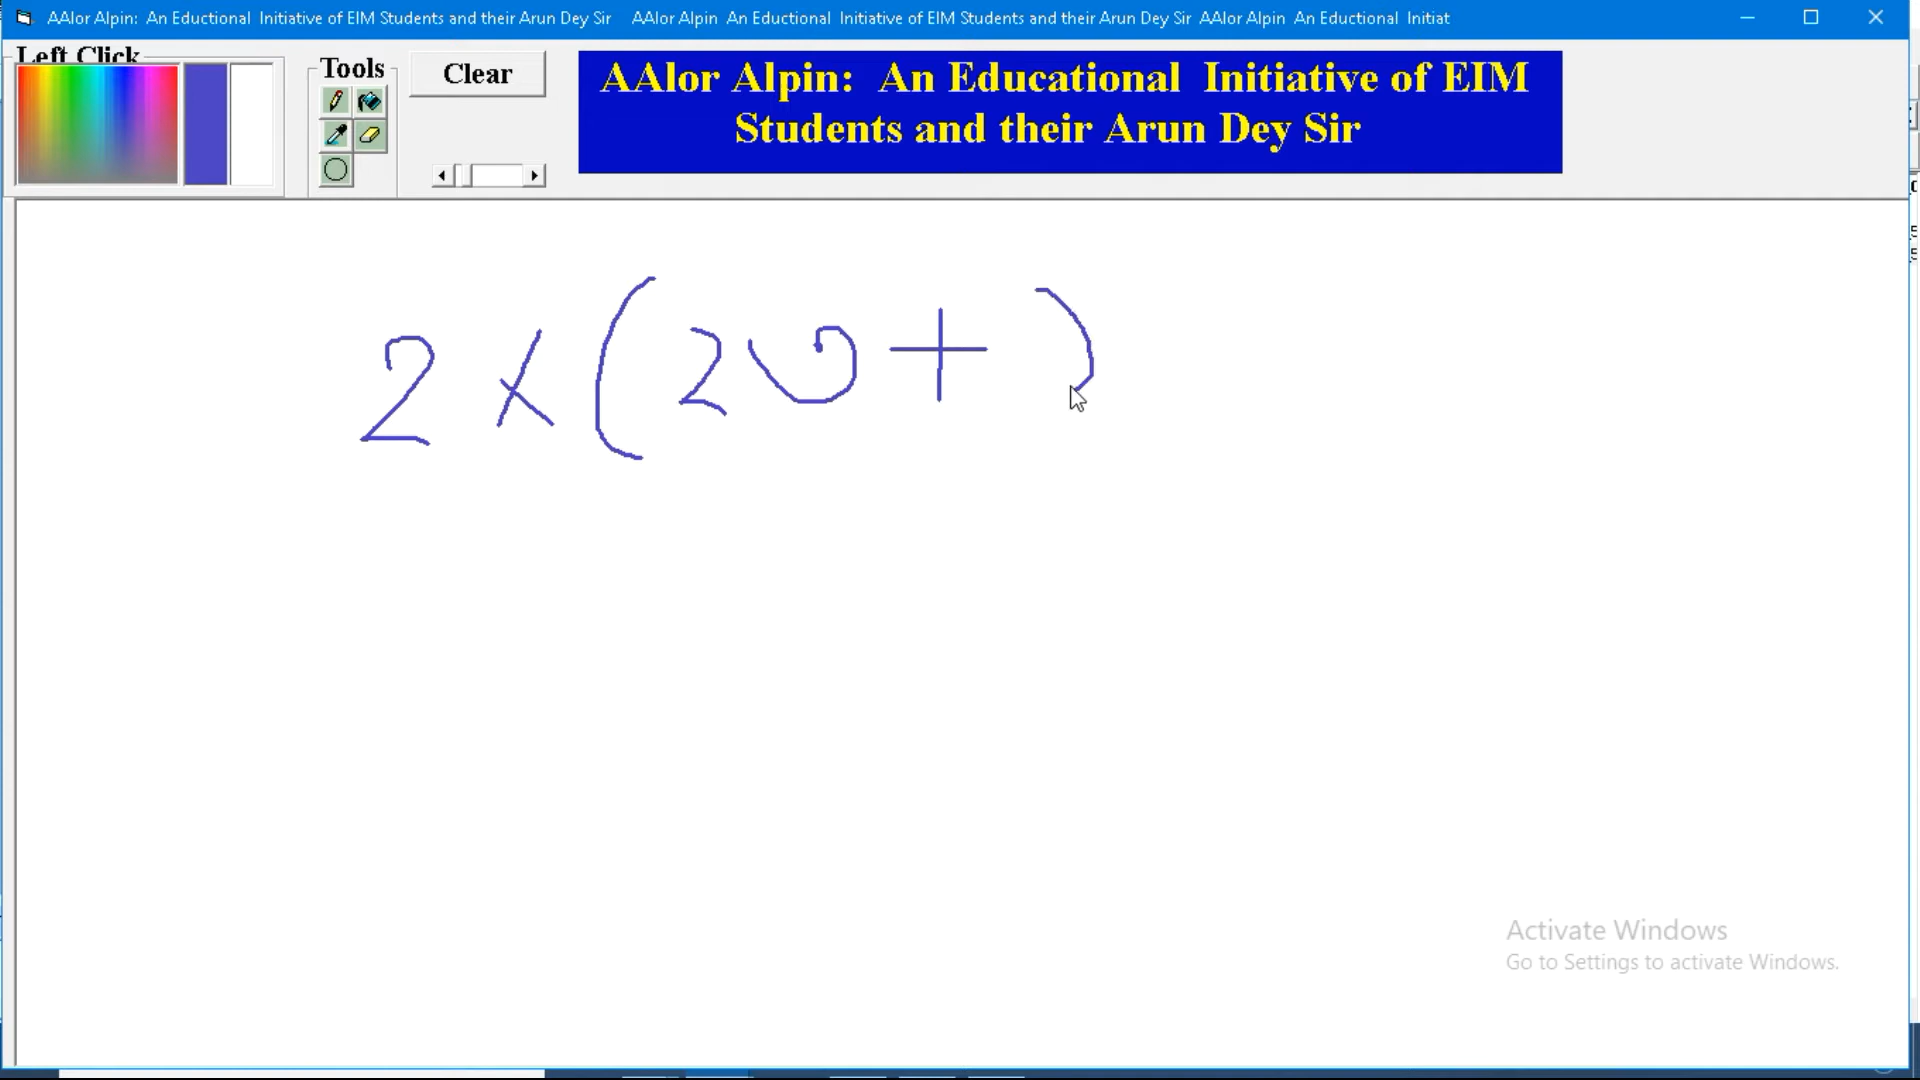 AAlor Alpin: An Eductional Initiative of EIM Students and their Arun Dey Sir AAlor Alpin An Eductional Initiative of EIM Students and their Arun Dey Sir AAlor Alpin An Eductional Initiat
Left Click
Tools
Clear
AAlor Alpin: An Educational Initiative of EIM
Students and their Arun Dey Sir
2 × ( 2 +
Activate Windows
Go to Settings to activate Windows.